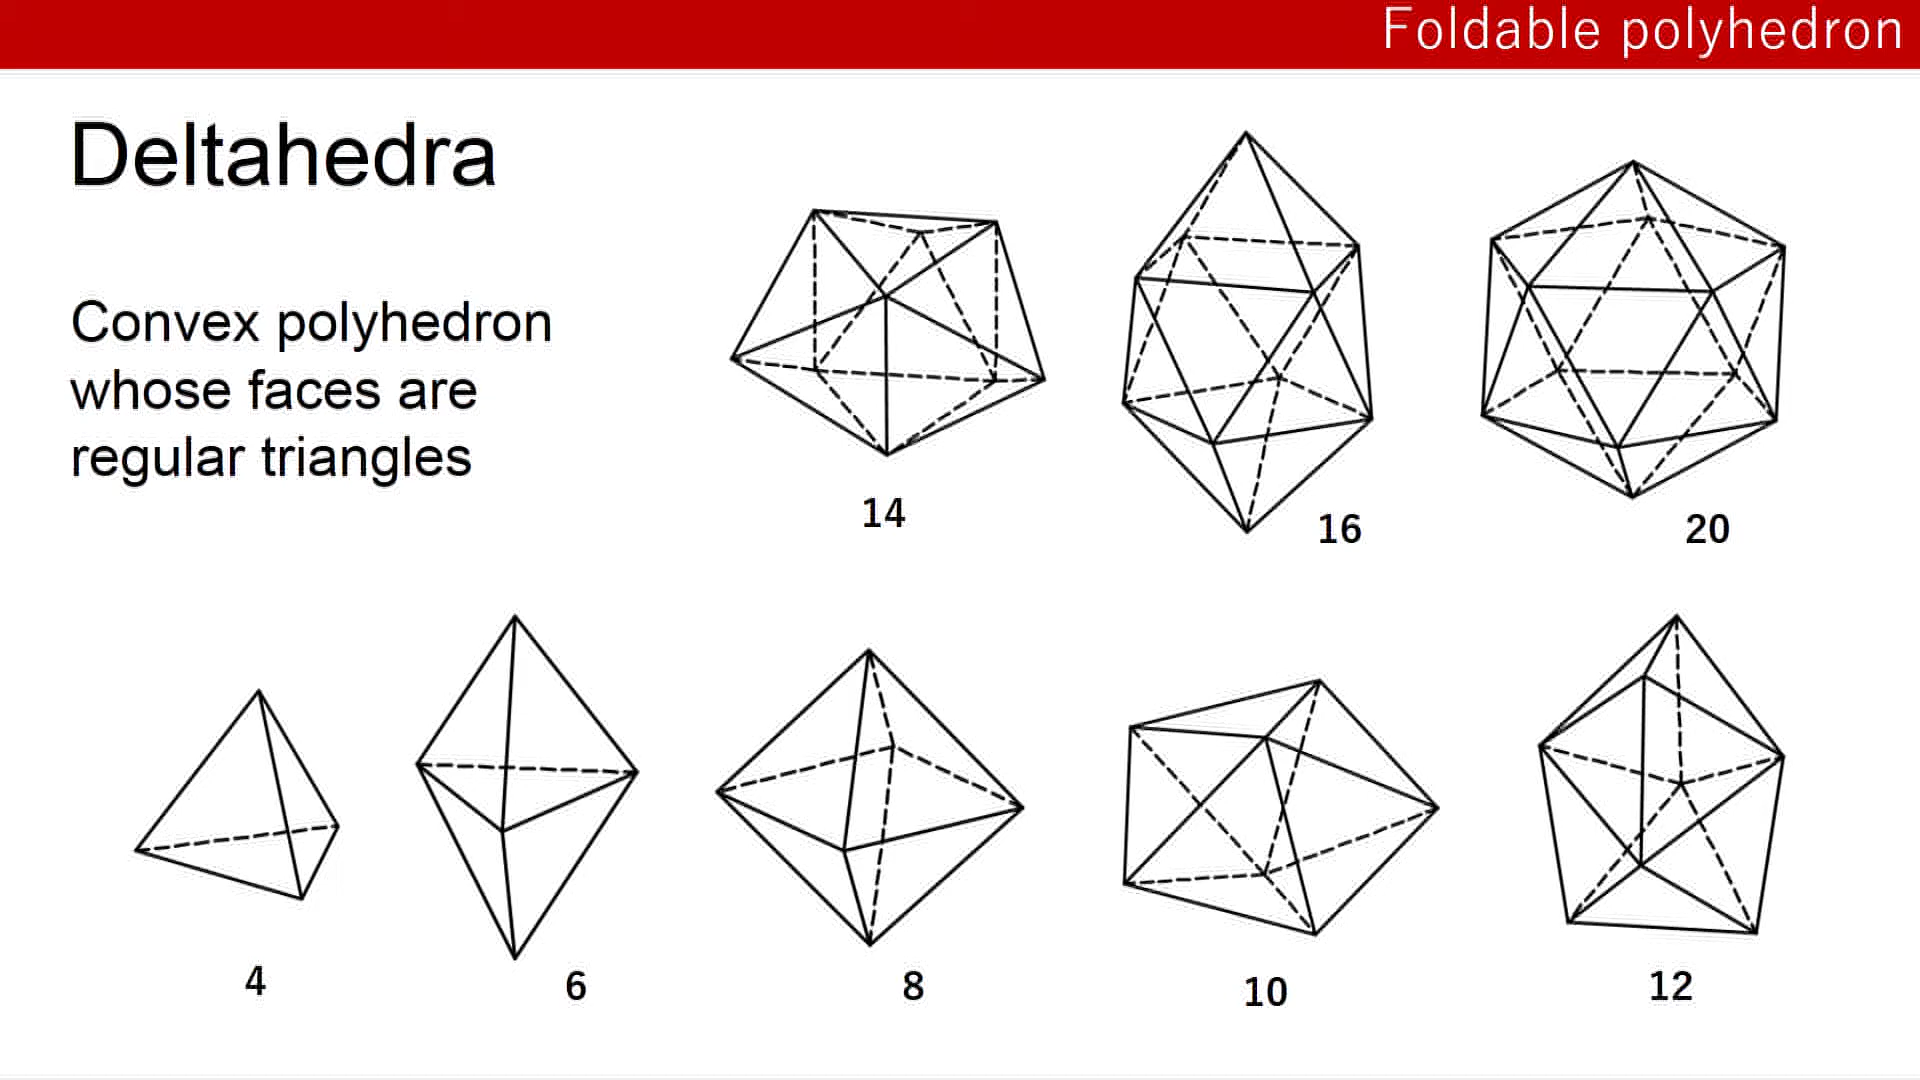 Foldable polyhedron
Deltahedra
Convex polyhedron
whose faces are
regular triangles
14
16
20
4
6
8
10
12